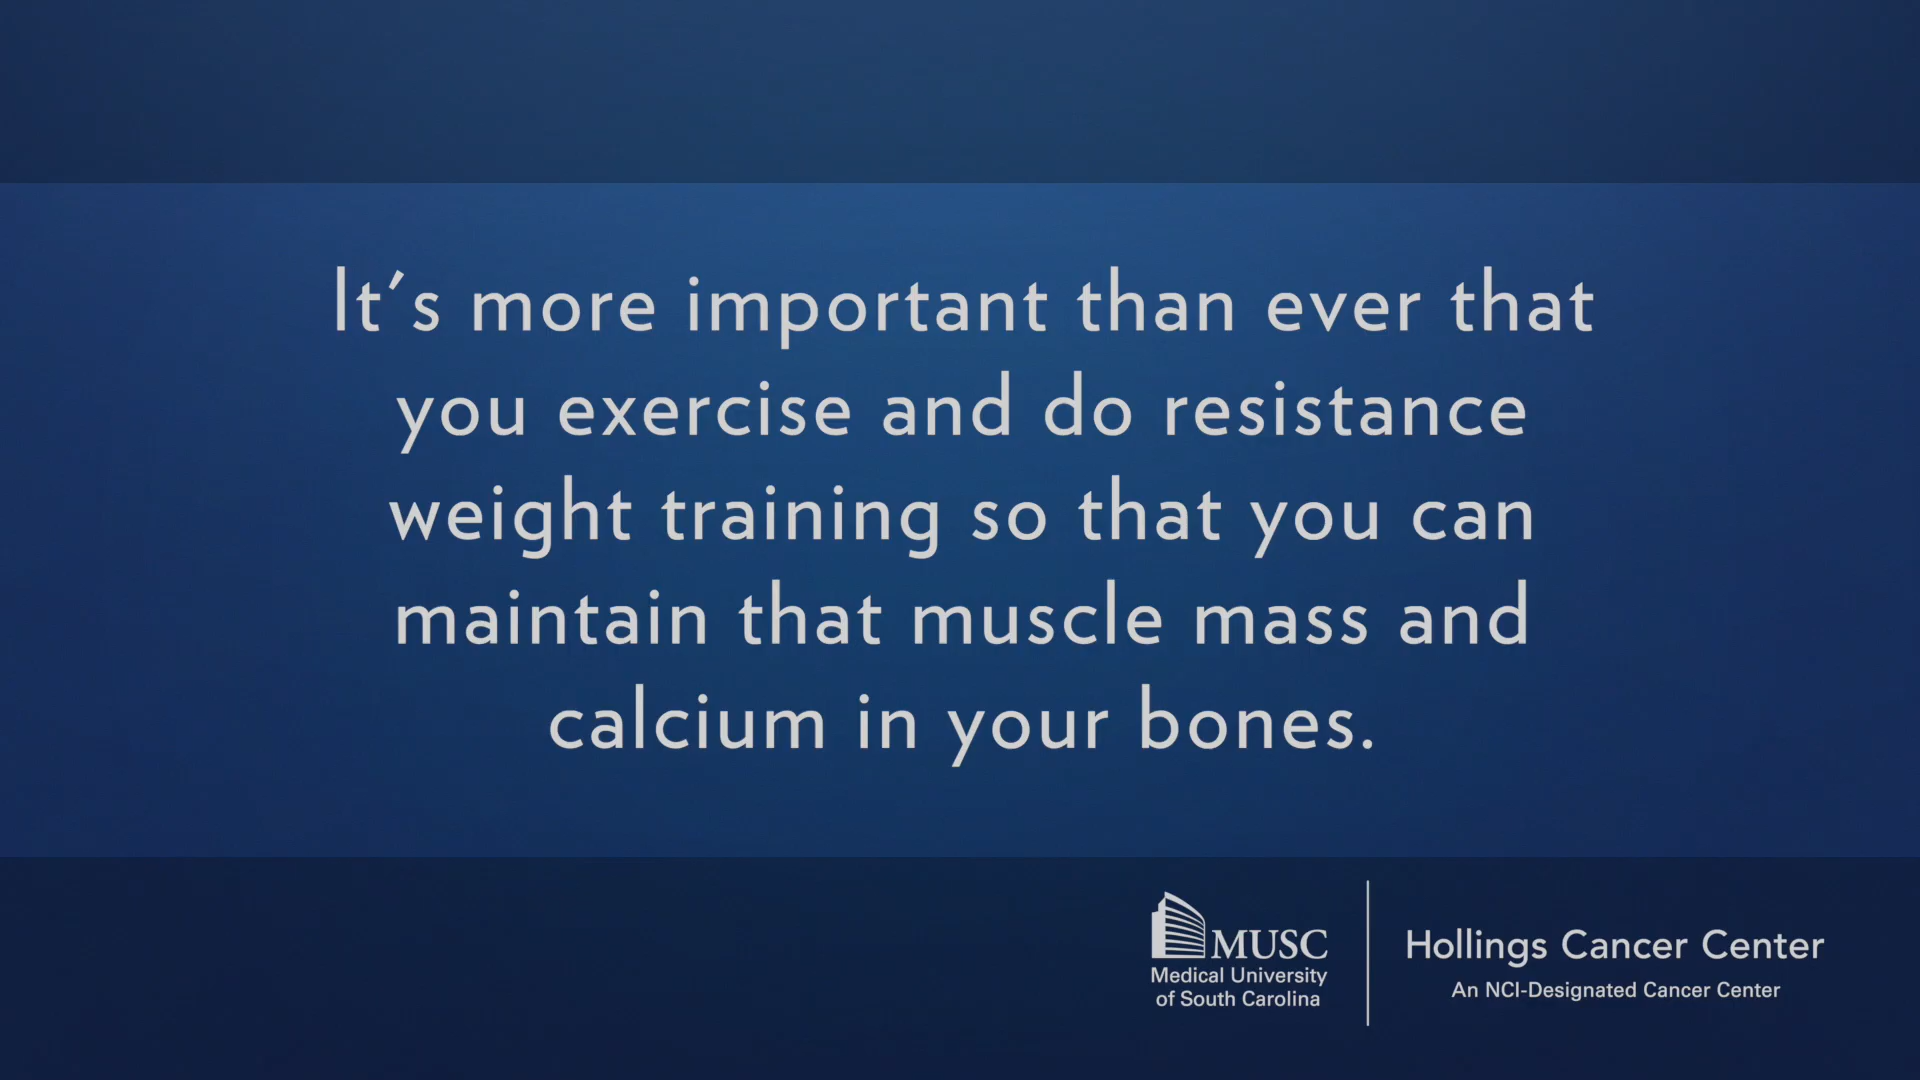 It's more important than ever that
you exercise and do resistance
weight training so that you can
maintain that muscle mass and
calcium in your bones.
MUSC
Medical University
of South Carolina
Hollings Cancer Center
An NCI-Designated Cancer Center